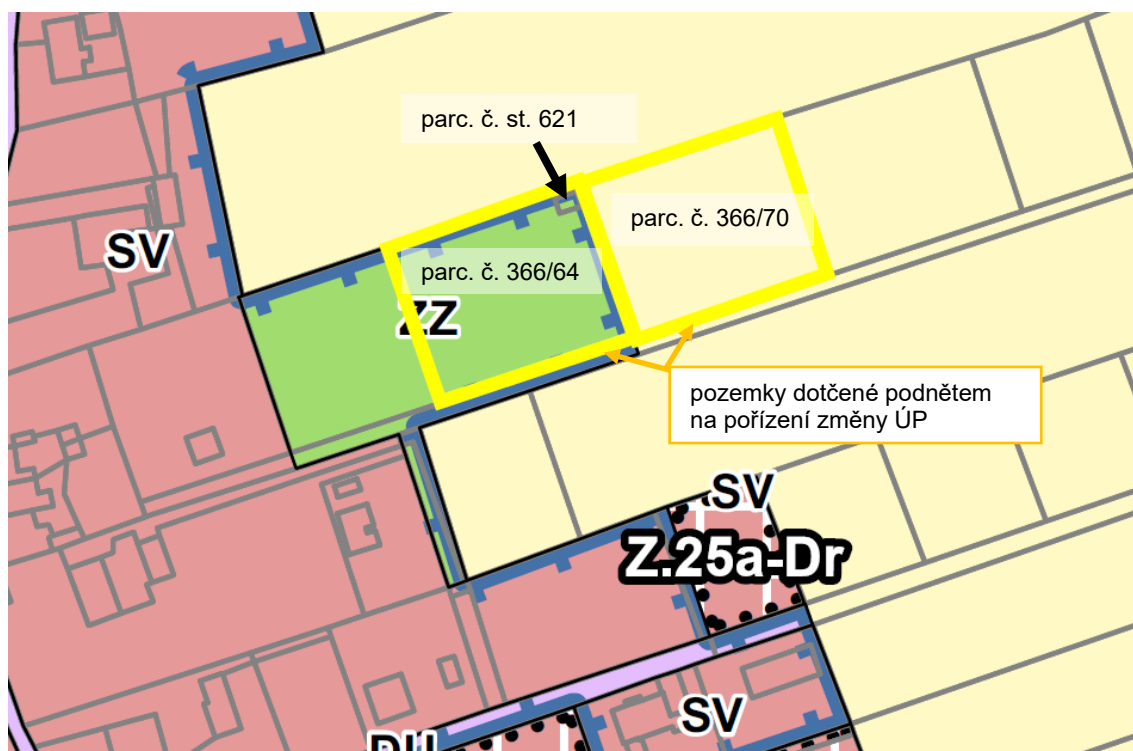 parc. č. st. 621
parc. č. 366/70
SV
parc. č. 366/64
ZZ
pozemky dotčené podnětem
na pořízení změny ÚP
SV
Z.25a-Dr
SV